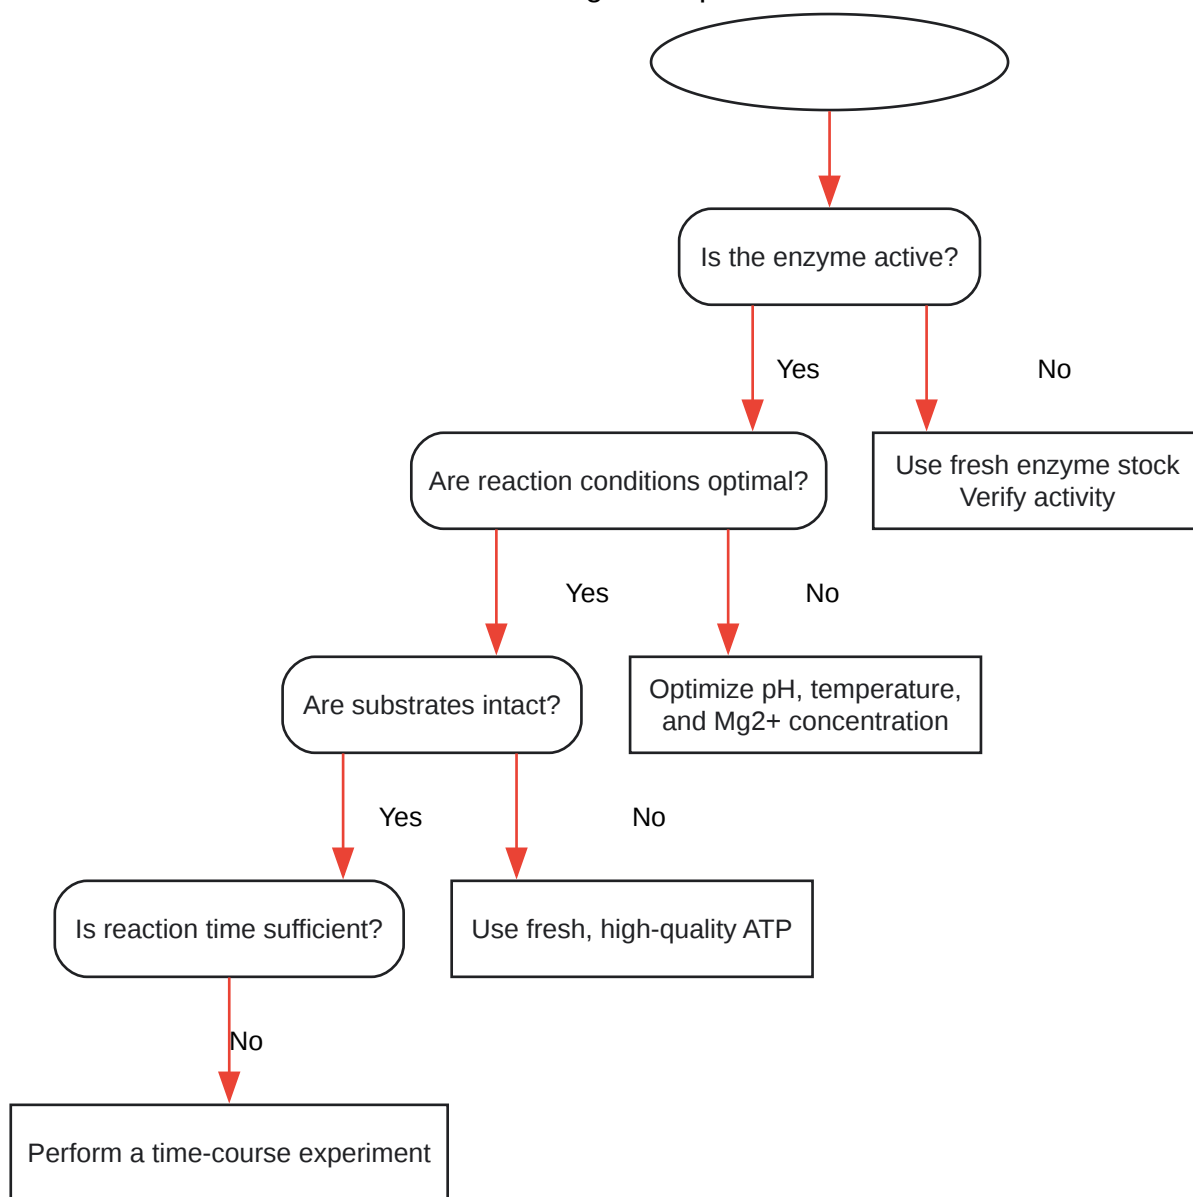 Is the enzyme active?
Yes
No
Are reaction conditions optimal?
Use fresh enzyme stock
Verify activity
Yes
No
Are substrates intact?
Optimize pH, temperature,
and Mg2+ concentration
Yes
No
Is reaction time sufficient?
Use fresh, high-quality ATP
No
Perform a time-course experiment